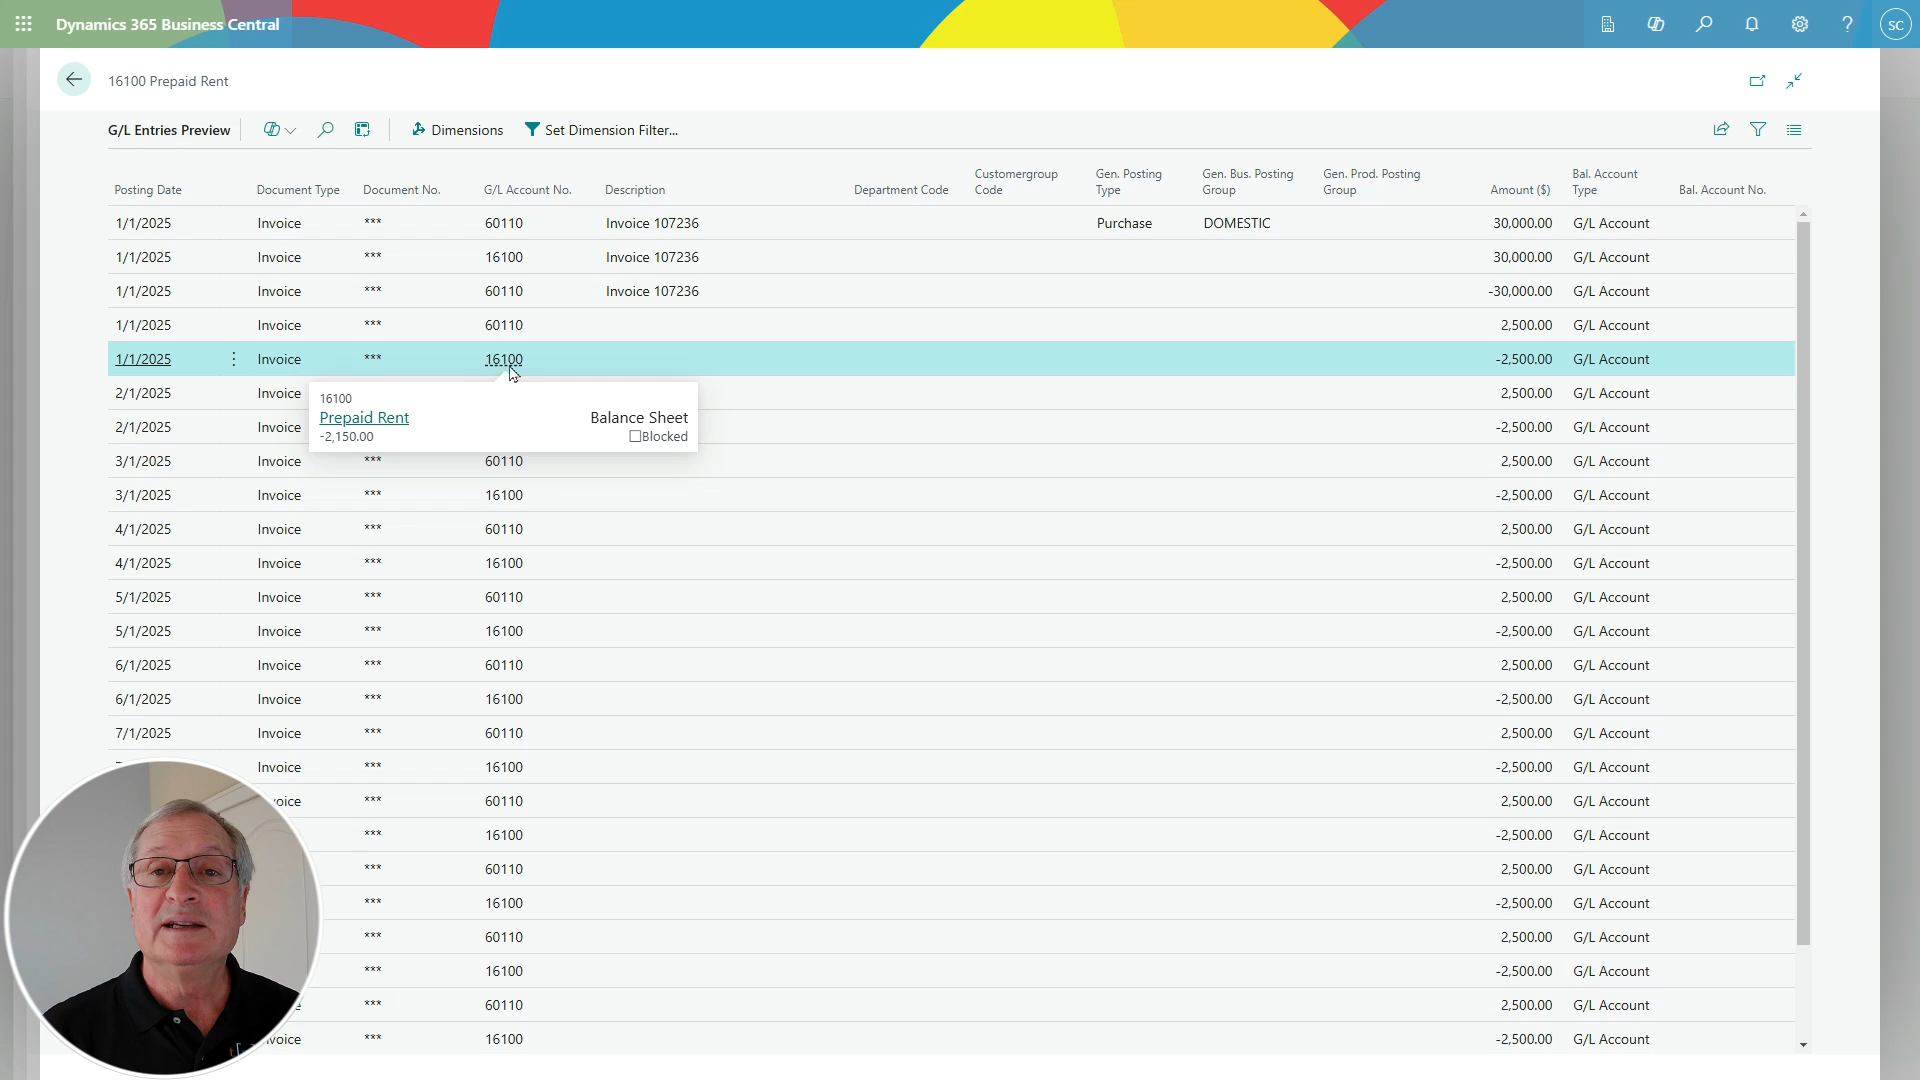 Dynamics 365 Business Central
SC
16100 Prepaid Rent
G/L Entries Preview
Dimensions
Set Dimension Filter...
Posting Date Document Type Document No. G/L Account No. Description Department Code Customergroup Code Gen. Posting Type Gen. Bus. Posting Group Gen. Prod. Posting Group Amount ($) Bal. Account Type Bal. Account No.
1/1/2025 Invoice *** 60110 Invoice 107236 Purchase DOMESTIC 30,000.00 G/L Account
1/1/2025 Invoice *** 16100 Invoice 107236 30,000.00 G/L Account
1/1/2025 Invoice *** 60110 Invoice 107236 -30,000.00 G/L Account
1/1/2025 Invoice *** 60110 2,500.00 G/L Account
1/1/2025 Invoice *** 16100 -2,500.00 G/L Account
2/1/2025 Invoice 2,500.00 G/L Account
2/1/2025 Invoice -2,500.00 G/L Account
16100
Prepaid Rent Balance Sheet
-2,150.00 Blocked
3/1/2025 Invoice *** 60110 2,500.00 G/L Account
3/1/2025 Invoice *** 16100 -2,500.00 G/L Account
4/1/2025 Invoice *** 60110 2,500.00 G/L Account
4/1/2025 Invoice *** 16100 -2,500.00 G/L Account
5/1/2025 Invoice *** 60110 2,500.00 G/L Account
5/1/2025 Invoice *** 16100 -2,500.00 G/L Account
6/1/2025 Invoice *** 60110 2,500.00 G/L Account
6/1/2025 Invoice *** 16100 -2,500.00 G/L Account
7/1/2025 Invoice *** 60110 2,500.00 G/L Account
Invoice *** 16100 -2,500.00 G/L Account
voice *** 60110 2,500.00 G/L Account
*** 16100 -2,500.00 G/L Account
*** 60110 2,500.00 G/L Account
*** 16100 -2,500.00 G/L Account
*** 60110 2,500.00 G/L Account
*** 16100 -2,500.00 G/L Account
*** 60110 2,500.00 G/L Account
voice *** 16100 -2,500.00 G/L Account